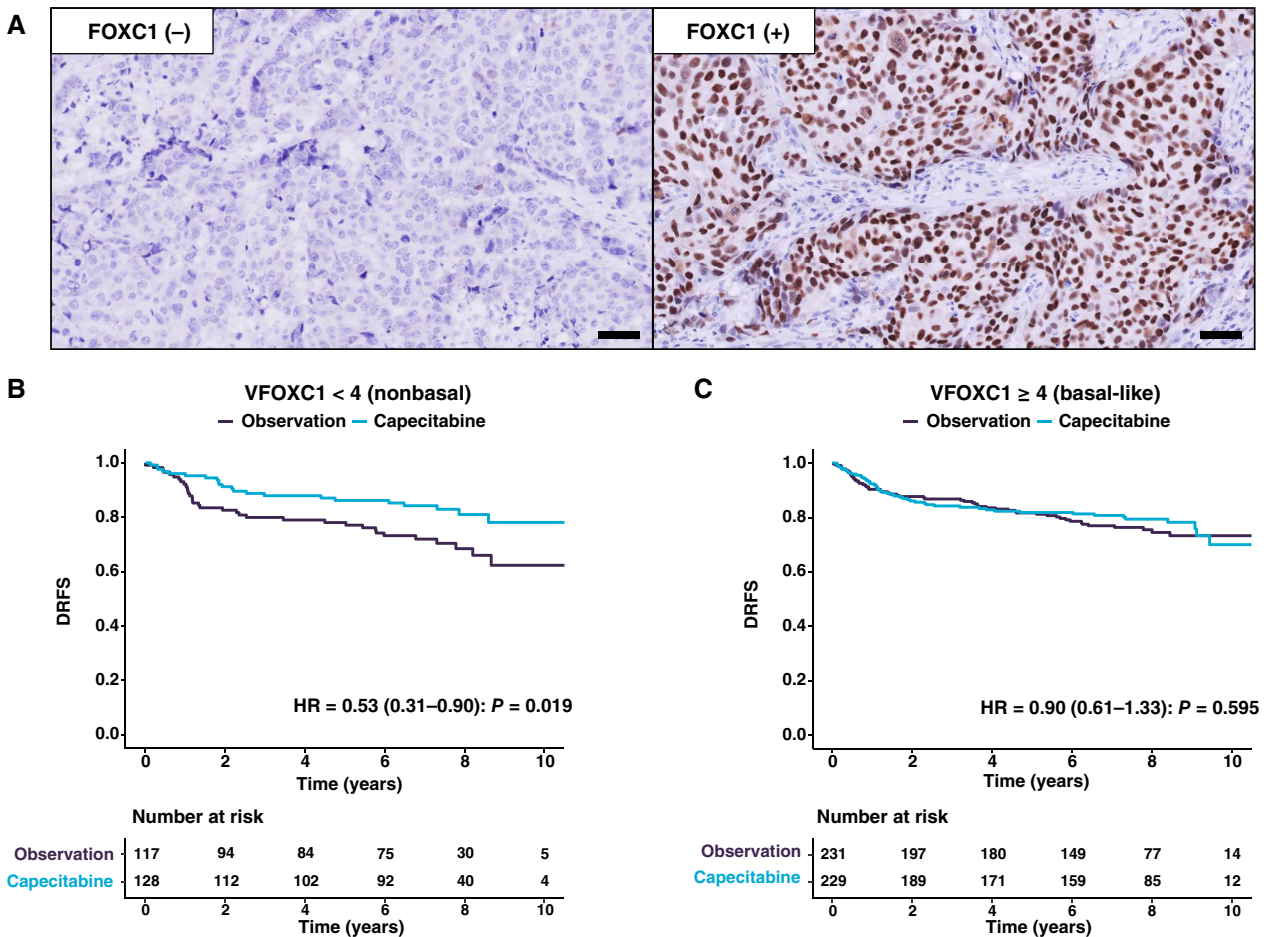 A
FOXC1 (–)
FOXC1 (+)
B
VFOXC1 < 4 (nonbasal)
Observation Capecitabine
1.0
0.8
0.6
0.4
0.2
0.0
DRFS
HR = 0.53 (0.31–0.90): P = 0.019
0 2 4 6 8 10
Time (years)
Number at risk
Observation 117 94 84 75 30 5
Capecitabine 128 112 102 92 40 4
0 2 4 6 8 10
Time (years)
C
VFOXC1 ≥ 4 (basal-like)
Observation Capecitabine
1.0
0.8
0.6
0.4
0.2
0.0
DRFS
HR = 0.90 (0.61–1.33): P = 0.595
0 2 4 6 8 10
Time (years)
Number at risk
Observation 231 197 180 149 77 14
Capecitabine 229 189 171 159 85 12
0 2 4 6 8 10
Time (years)